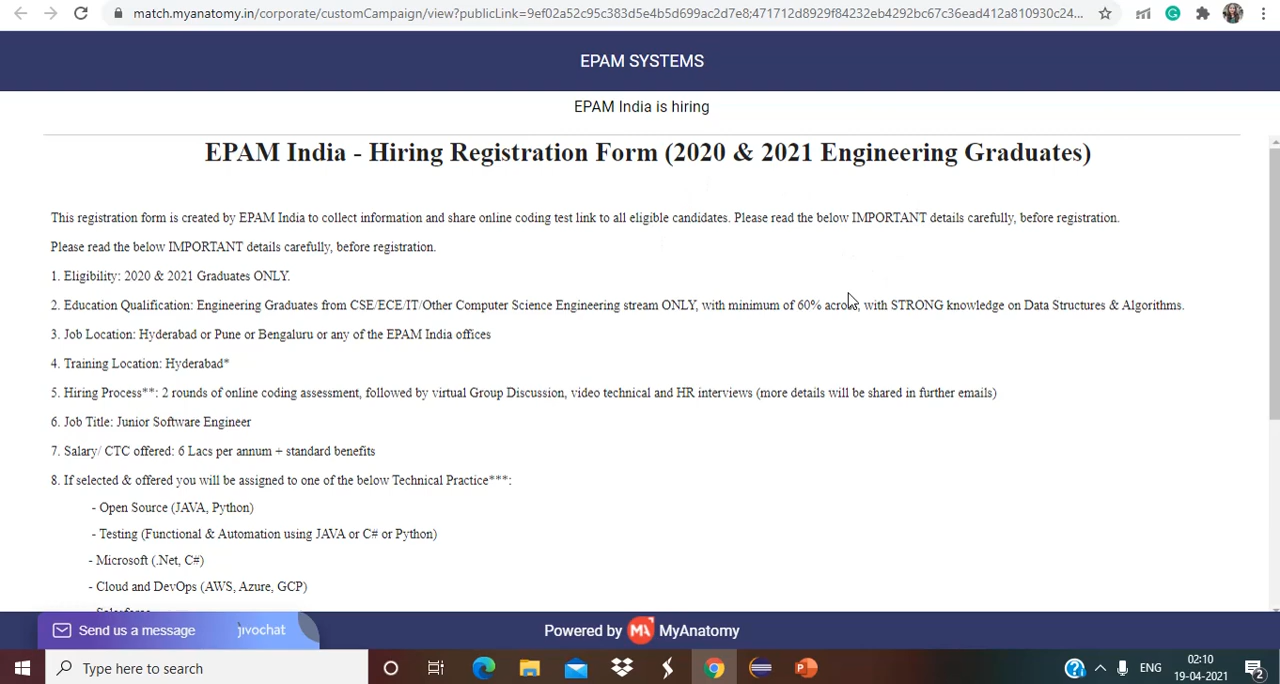 match.myanatomy.in/corporate/customCampaign/view?publicLink=9ef02a52c95c383d5e4b5d699ac2d7e8;471712d8929f84232eb4292bc67c36ead412a810930c24...
EPAM SYSTEMS
EPAM India is hiring
EPAM India - Hiring Registration Form (2020 & 2021 Engineering Graduates)
This registration form is created by EPAM India to collect information and share online coding test link to all eligible candidates. Please read the below IMPORTANT details carefully, before registration.
Please read the below IMPORTANT details carefully, before registration.
1. Eligibility: 2020 & 2021 Graduates ONLY.
2. Education Qualification: Engineering Graduates from CSE/ECE/IT/Other Computer Science Engineering stream ONLY, with minimum of 60% across, with STRONG knowledge on Data Structures & Algorithms.
3. Job Location: Hyderabad or Pune or Bengaluru or any of the EPAM India offices
4. Training Location: Hyderabad*
5. Hiring Process**: 2 rounds of online coding assessment, followed by virtual Group Discussion, video technical and HR interviews (more details will be shared in further emails)
6. Job Title: Junior Software Engineer
7. Salary/ CTC offered: 6 Lacs per annum + standard benefits
8. If selected & offered you will be assigned to one of the below Technical Practice***:
- Open Source (JAVA, Python)
- Testing (Functional & Automation using JAVA or C# or Python)
- Microsoft (.Net, C#)
- Cloud and DevOps (AWS, Azure, GCP)
- Salesforce
Send us a message jivochat
Powered by MA MyAnatomy
Type here to search
ENG
02:10
19-04-2021
2